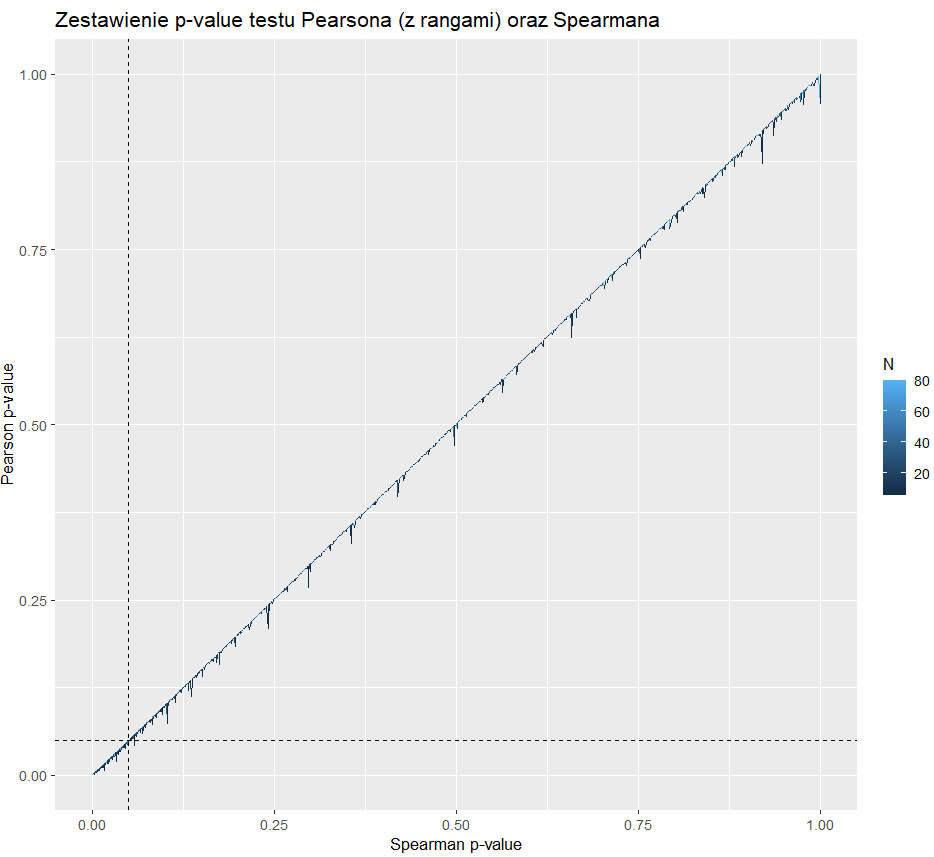 Zestawienie p-value testu Pearsona (z rangami) oraz Spearmana
1.00
0.75
0.50
0.25
0.00
Pearson p-value
0.00 0.25 0.50 0.75 1.00
Spearman p-value
N
80
60
40
20